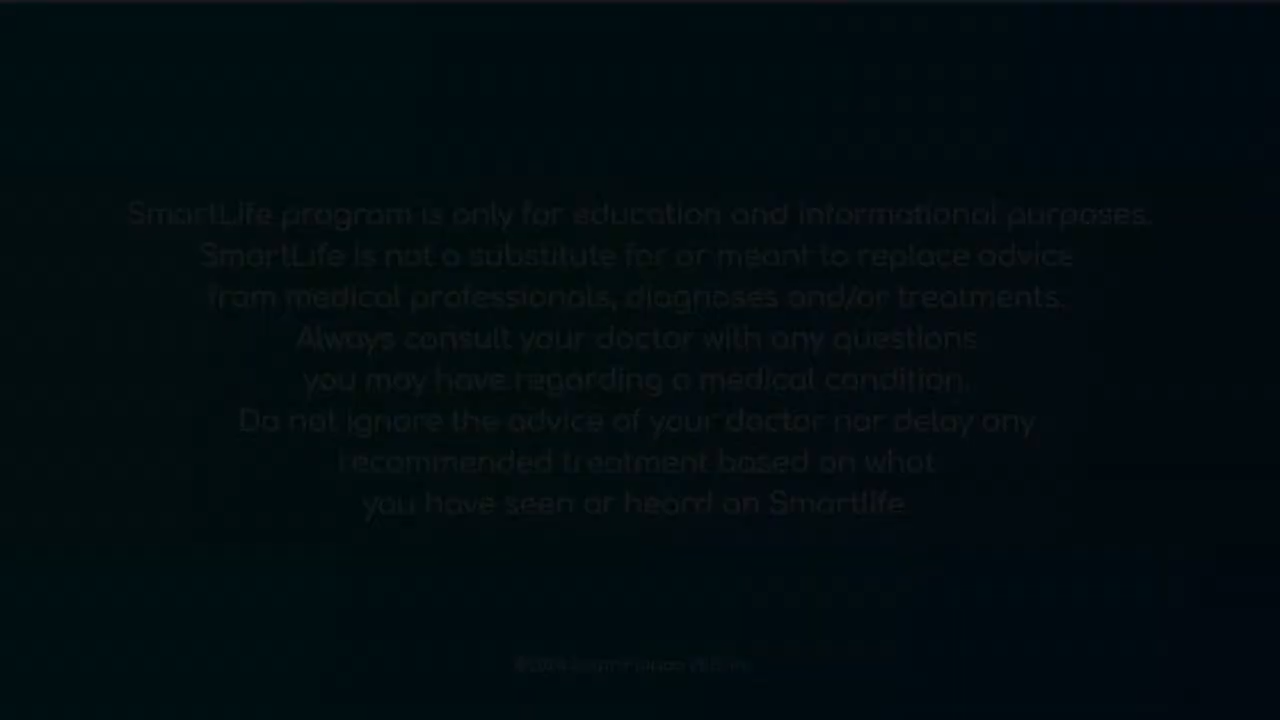 SmartLife program is only for education and informational purposes.
SmartLife is not a substitute for or meant to replace advice
from medical professionals, diagnoses and/or treatments.
Always consult your doctor with any questions
you may have regarding a medical condition.
Do not ignore the advice of your doctor nor delay any
recommended treatment based on what
you have seen or heard on Smartlife.